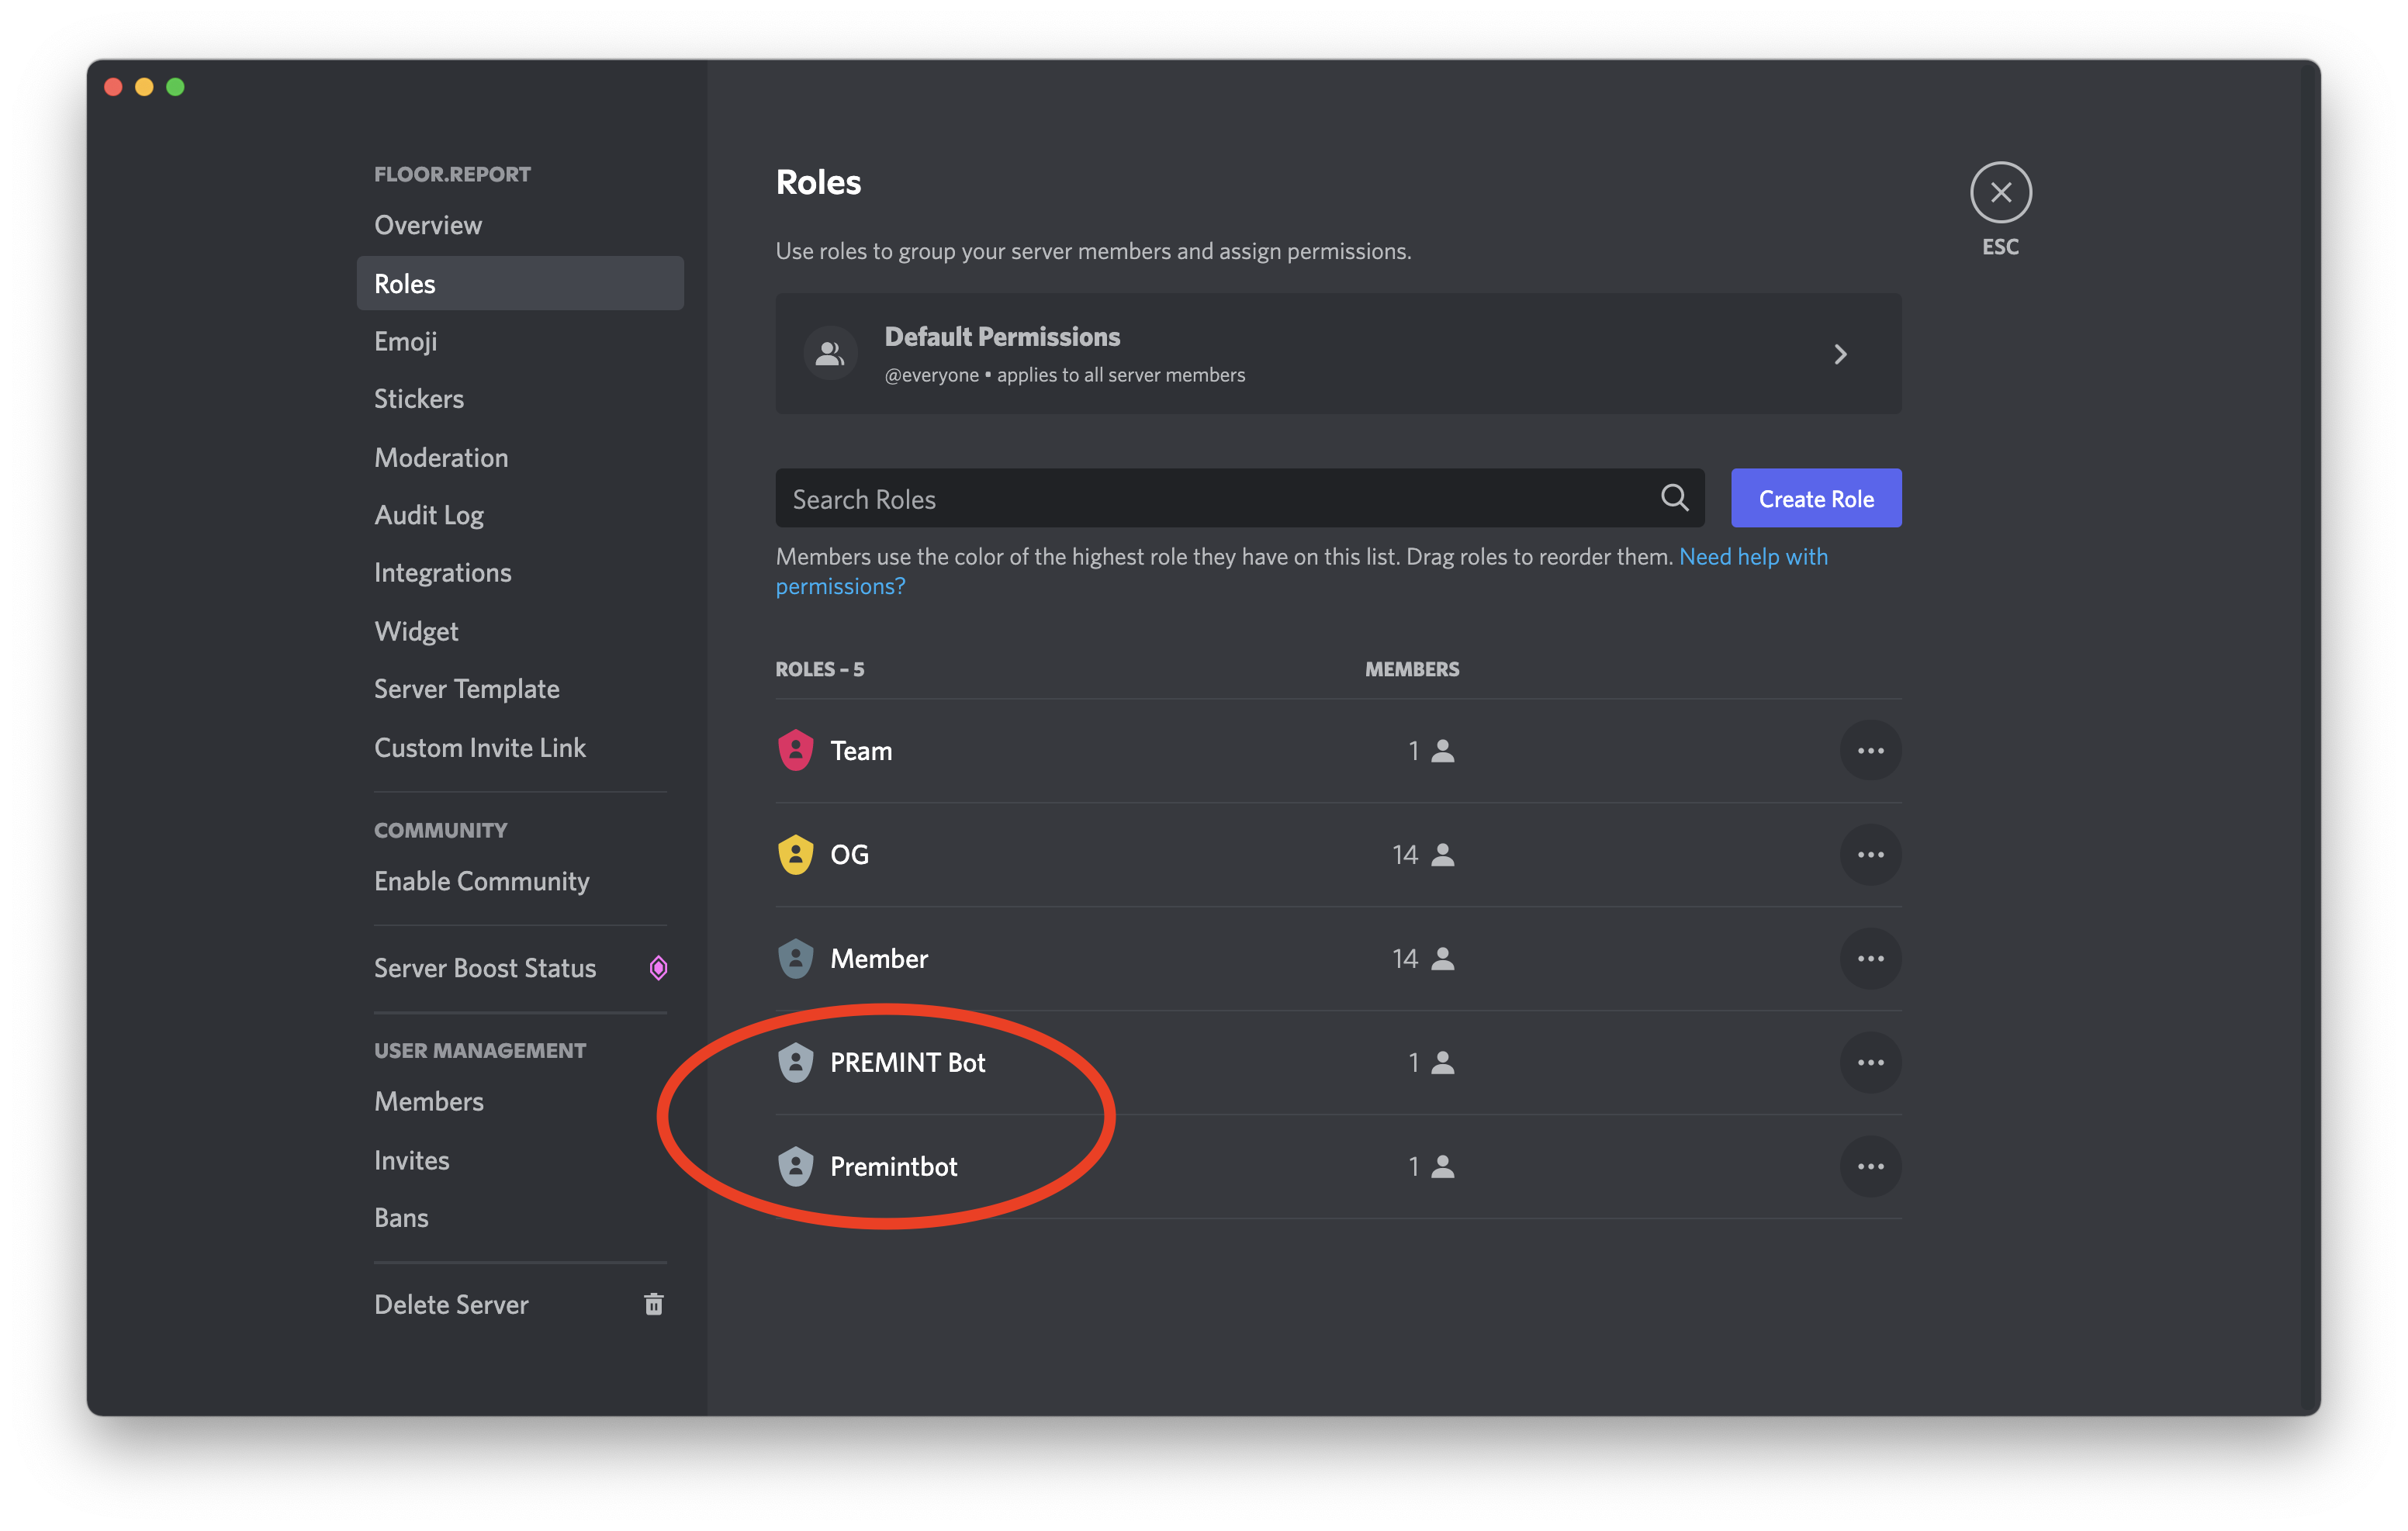 FLOOR.REPORT
Overview
Roles
Emoji
Stickers
Moderation
Audit Log
Integrations
Widget
Server Template
Custom Invite Link
COMMUNITY
Enable Community
Server Boost Status
USER MANAGEMENT
Members
Invites
Bans
Delete Server
Roles
Use roles to group your server members and assign permissions.
Default Permissions
@everyone • applies to all server members
Search Roles
Create Role
Members use the color of the highest role they have on this list. Drag roles to reorder them. Need help with
permissions?
ROLES – 5 MEMBERS
Team 1
OG 14
Member 14
PREMINT Bot 1
Premintbot 1
ESC